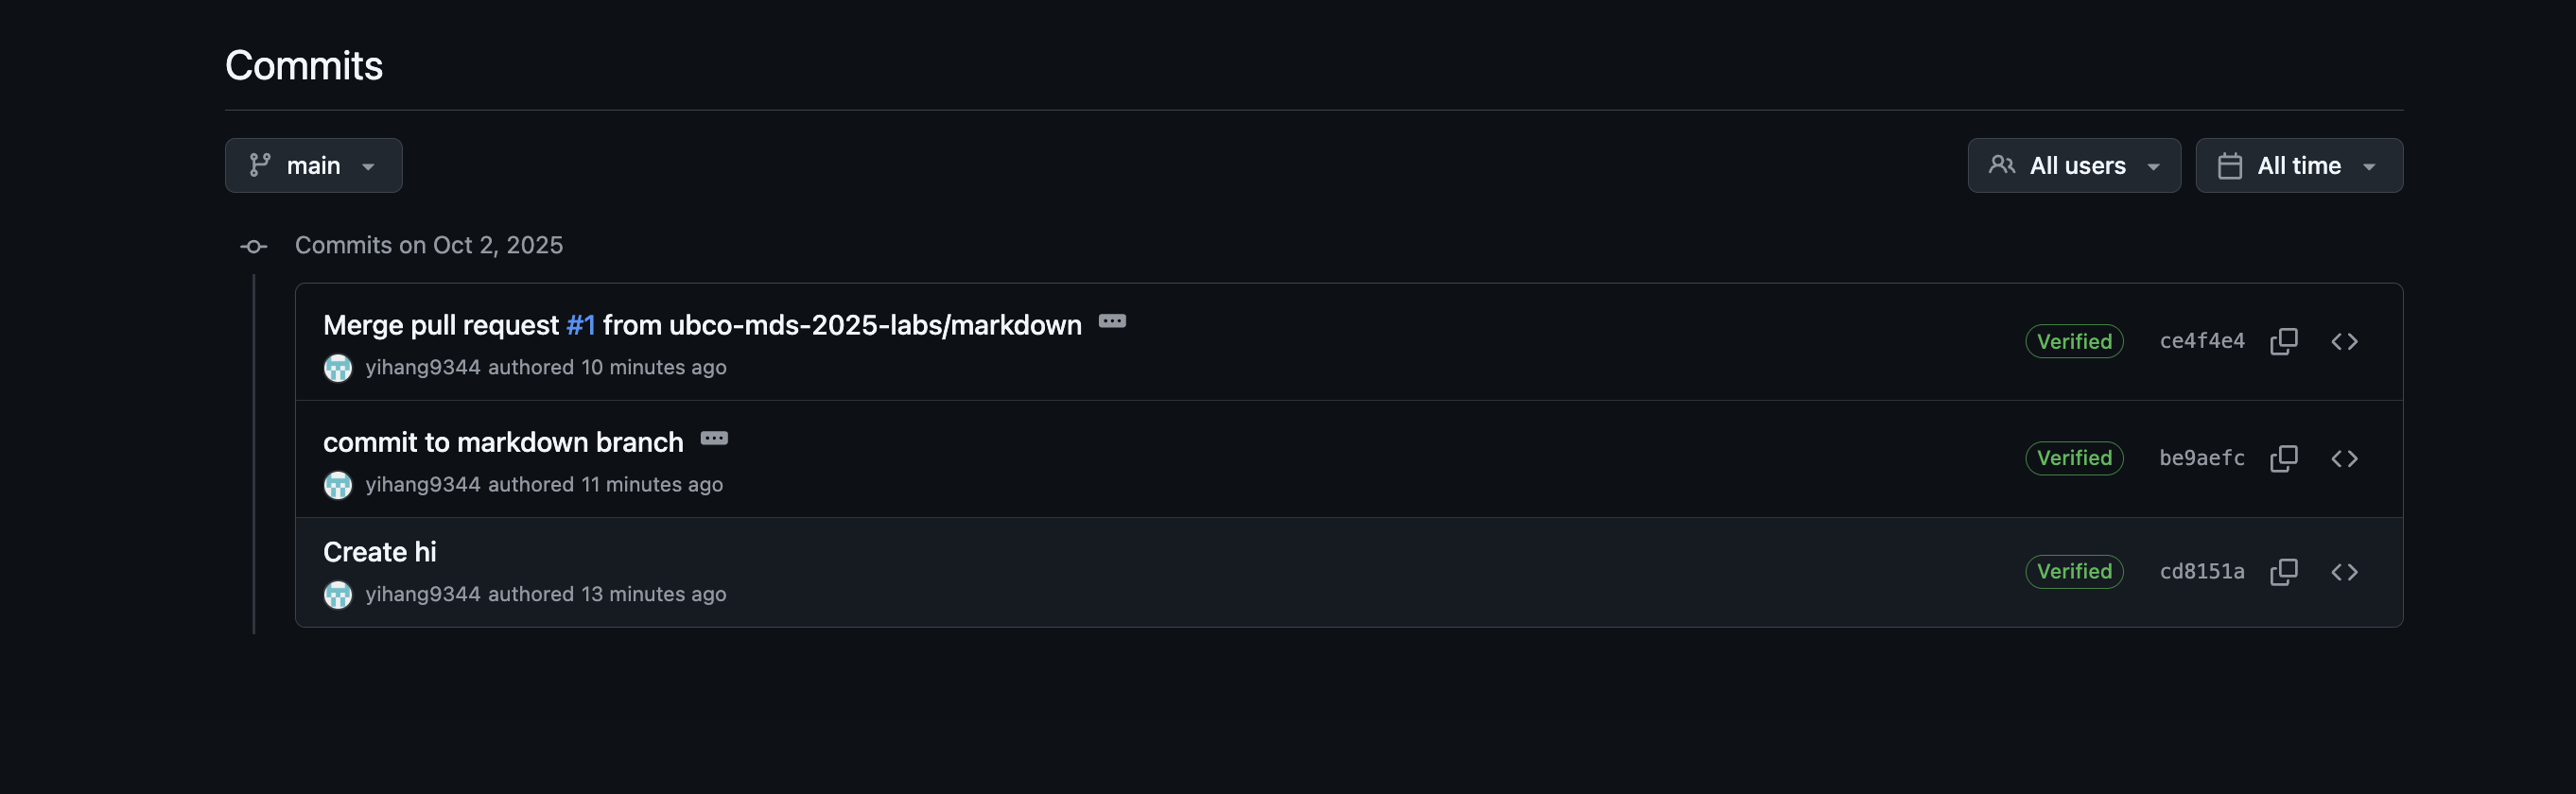 Commits
main
All users
All time
Commits on Oct 2, 2025
Merge pull request #1 from ubco-mds-2025-labs/markdown
yihang9344 authored 10 minutes ago
Verified
ce4f4e4
commit to markdown branch
yihang9344 authored 11 minutes ago
Verified
be9aefc
Create hi
yihang9344 authored 13 minutes ago
Verified
cd8151a